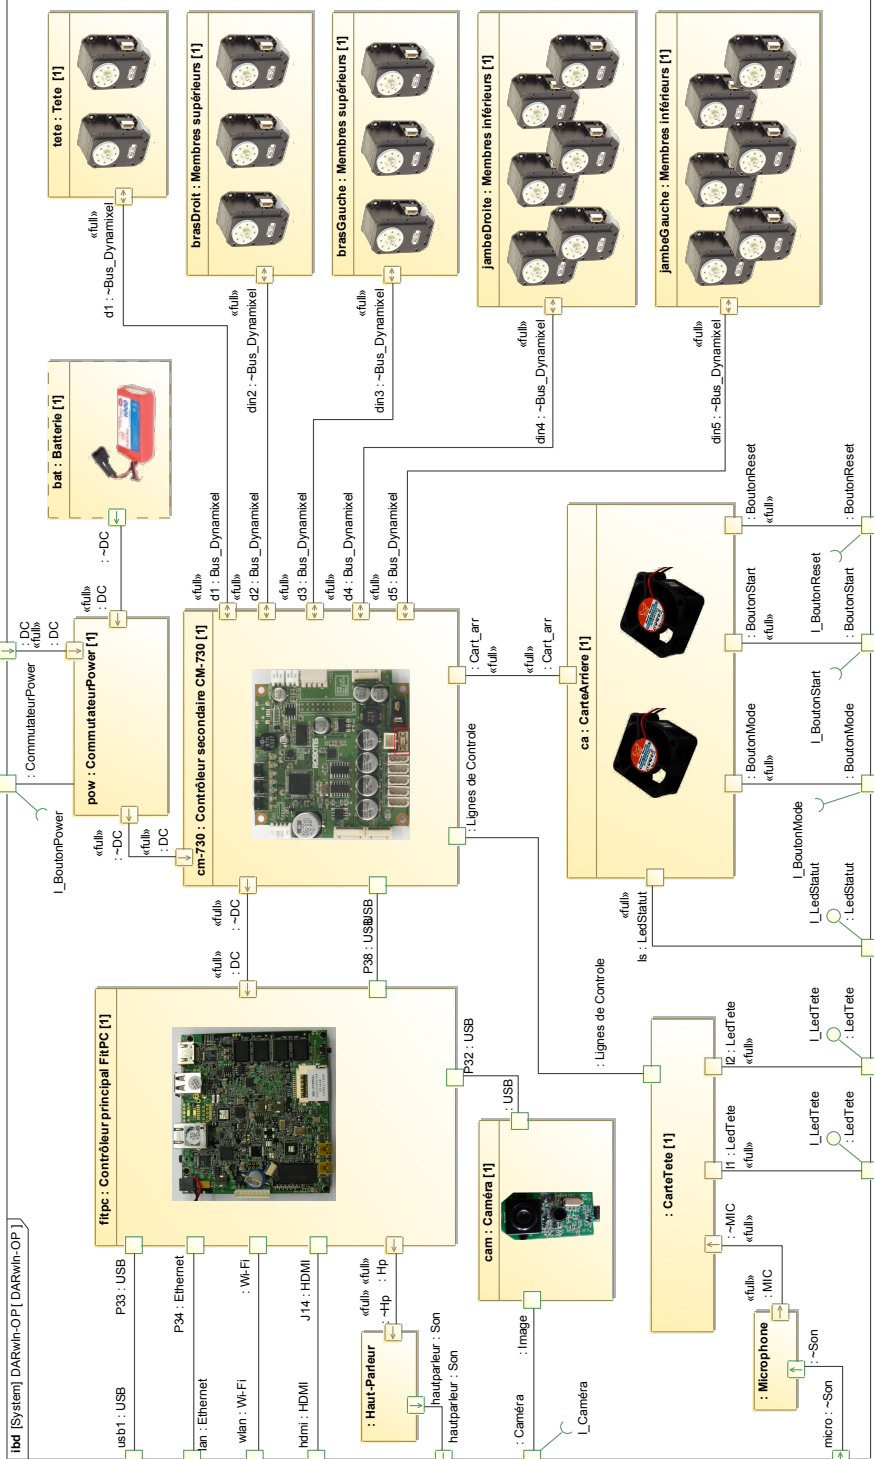 ibd [System] DARwIn-OP [ DARwIn-OP ]
usb1 : USB
P33 : USB
lan : Ethernet
P34 : Ethernet
wlan : Wi-Fi
: Wi-Fi
hdmi : HDMI
J14 : HDMI
fitpc : Contrôleur principal FitPC [1]
«full»
: DC
«full»
: ~DC
P38 : USB
: USB
P32 : USB
: USB
«full»
: Hp
«full»
: ~Hp
: Haut-Parleur
hautparleur : Son
hautparleur : Son
cam : Caméra [1]
: Image
: Caméra
I_Caméra
: CarteTete [1]
: Lignes de Controle
: Lignes de Controle
: ~MIC
«full»
«full»
: MIC
: Microphone
: ~Son
micro : ~Son
l1 : LedTete
«full»
l2 : LedTete
«full»
I_LedTete
: LedTete
I_LedTete
: LedTete
I_BoutonPower
: CommutateurPower
: DC
«full»
: DC
pow : CommutateurPower [1]
«full»
: ~DC
«full»
: DC
«full»
: DC
: ~DC
bat : Batterie [1]
cm-730 : Contrôleur secondaire CM-730 [1]
ROBOTIS
«full»
d1 : Bus_Dynamixel
«full»
d2 : Bus_Dynamixel
«full»
d3 : Bus_Dynamixel
«full»
d4 : Bus_Dynamixel
«full»
d5 : Bus_Dynamixel
: Cart_arr
«full»
«full»
: Cart_arr
ca : CarteArriere [1]
«full»
ls : LedStatut
I_LedStatut
: LedStatut
: BoutonMode
«full»
I_BoutonMode
: BoutonMode
: BoutonStart
«full»
I_BoutonStart
: BoutonStart
: BoutonReset
«full»
I_BoutonReset
: BoutonReset
tete : Tete [1]
«full»
d1 : ~Bus_Dynamixel
brasDroit : Membres supérieurs [1]
«full»
din2 : ~Bus_Dynamixel
brasGauche : Membres supérieurs [1]
«full»
din3 : ~Bus_Dynamixel
jambeDroite : Membres inférieurs [1]
«full»
din4 : ~Bus_Dynamixel
jambeGauche : Membres inférieurs [1]
«full»
din5 : ~Bus_Dynamixel